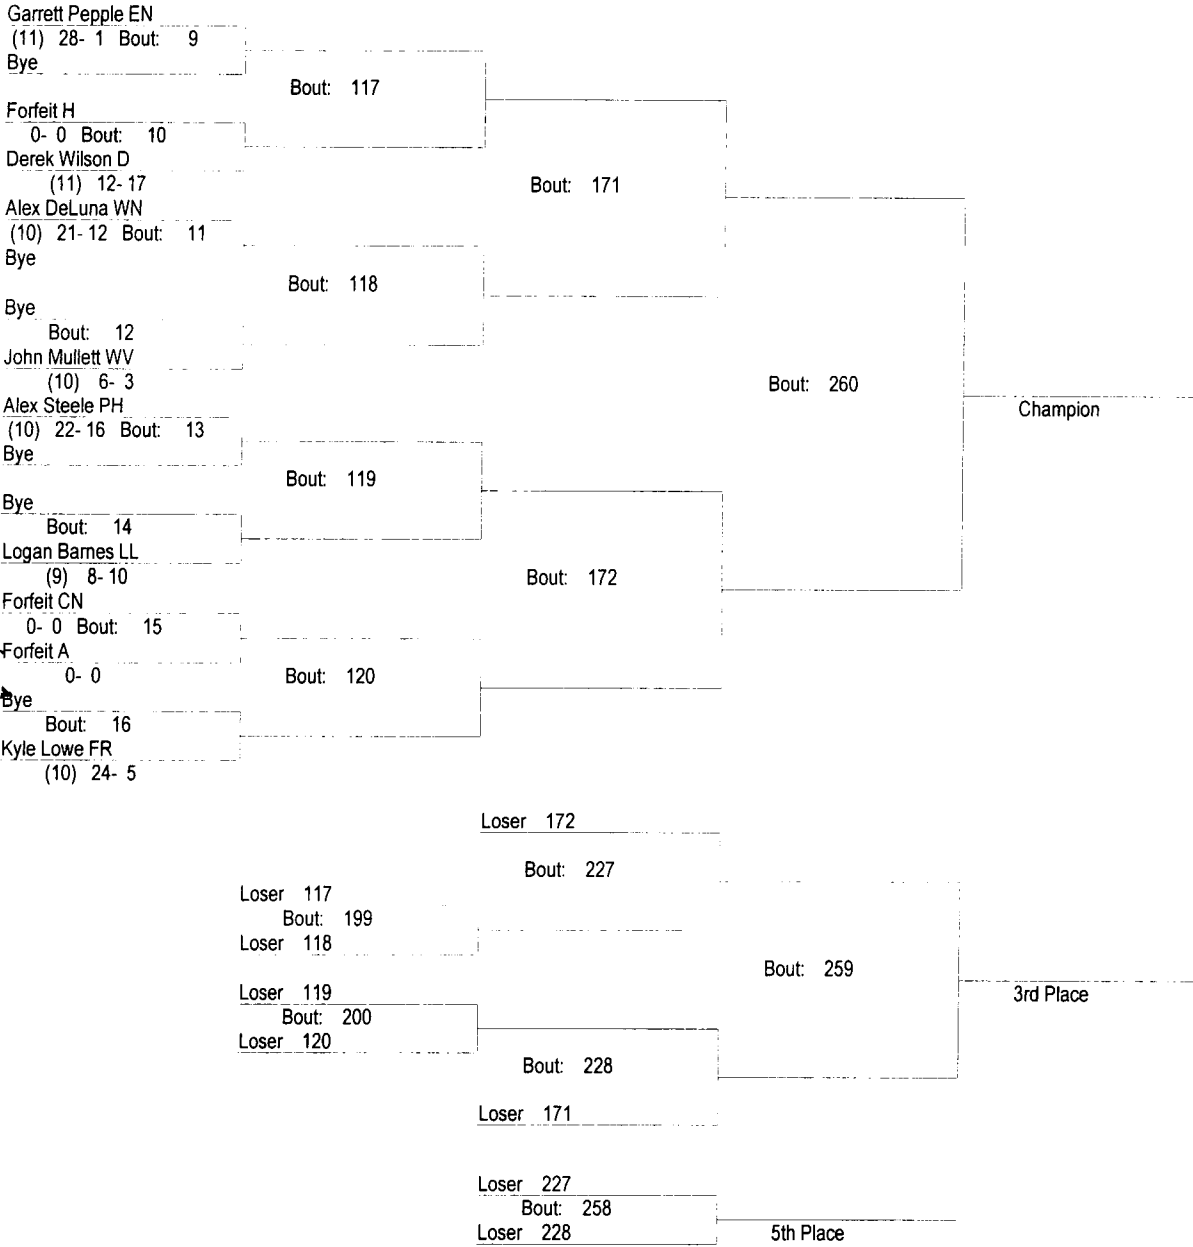 Garrett Pepple EN
(11) 28- 1 Bout: 9
Bye
Bout: 117
Forfeit H
0- 0 Bout: 10
Derek Wilson D
(11) 12- 17
Bout: 171
Alex DeLuna WN
(10) 21- 12 Bout: 11
Bye
Bout: 118
Bye
Bout: 12
John Mullett WV
(10) 6- 3
Bout: 260
Champion
Alex Steele PH
(10) 22- 16 Bout: 13
Bye
Bout: 119
Bye
Bout: 14
Logan Barnes LL
(9) 8- 10
Bout: 172
Forfeit CN
0- 0 Bout: 15
Forfeit A
0- 0
Bout: 120
Bye
Bout: 16
Kyle Lowe FR
(10) 24- 5
Loser 172
Bout: 227
Loser 117
Bout: 199
Loser 118
Bout: 259
3rd Place
Loser 119
Bout: 200
Loser 120
Bout: 228
Loser 171
Loser 227
Bout: 258
Loser 228
5th Place